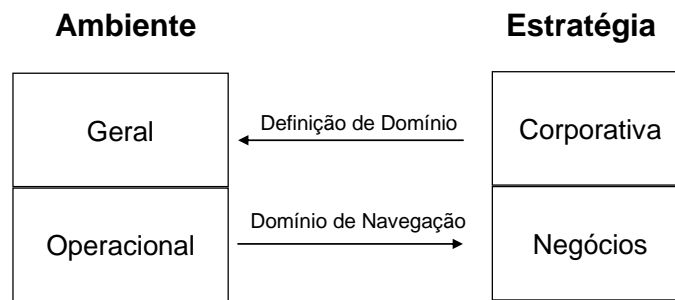 Ambiente
Estratégia
Geral
Definição de Domínio
Corporativa
Operacional
Domínio de Navegação
Negócios